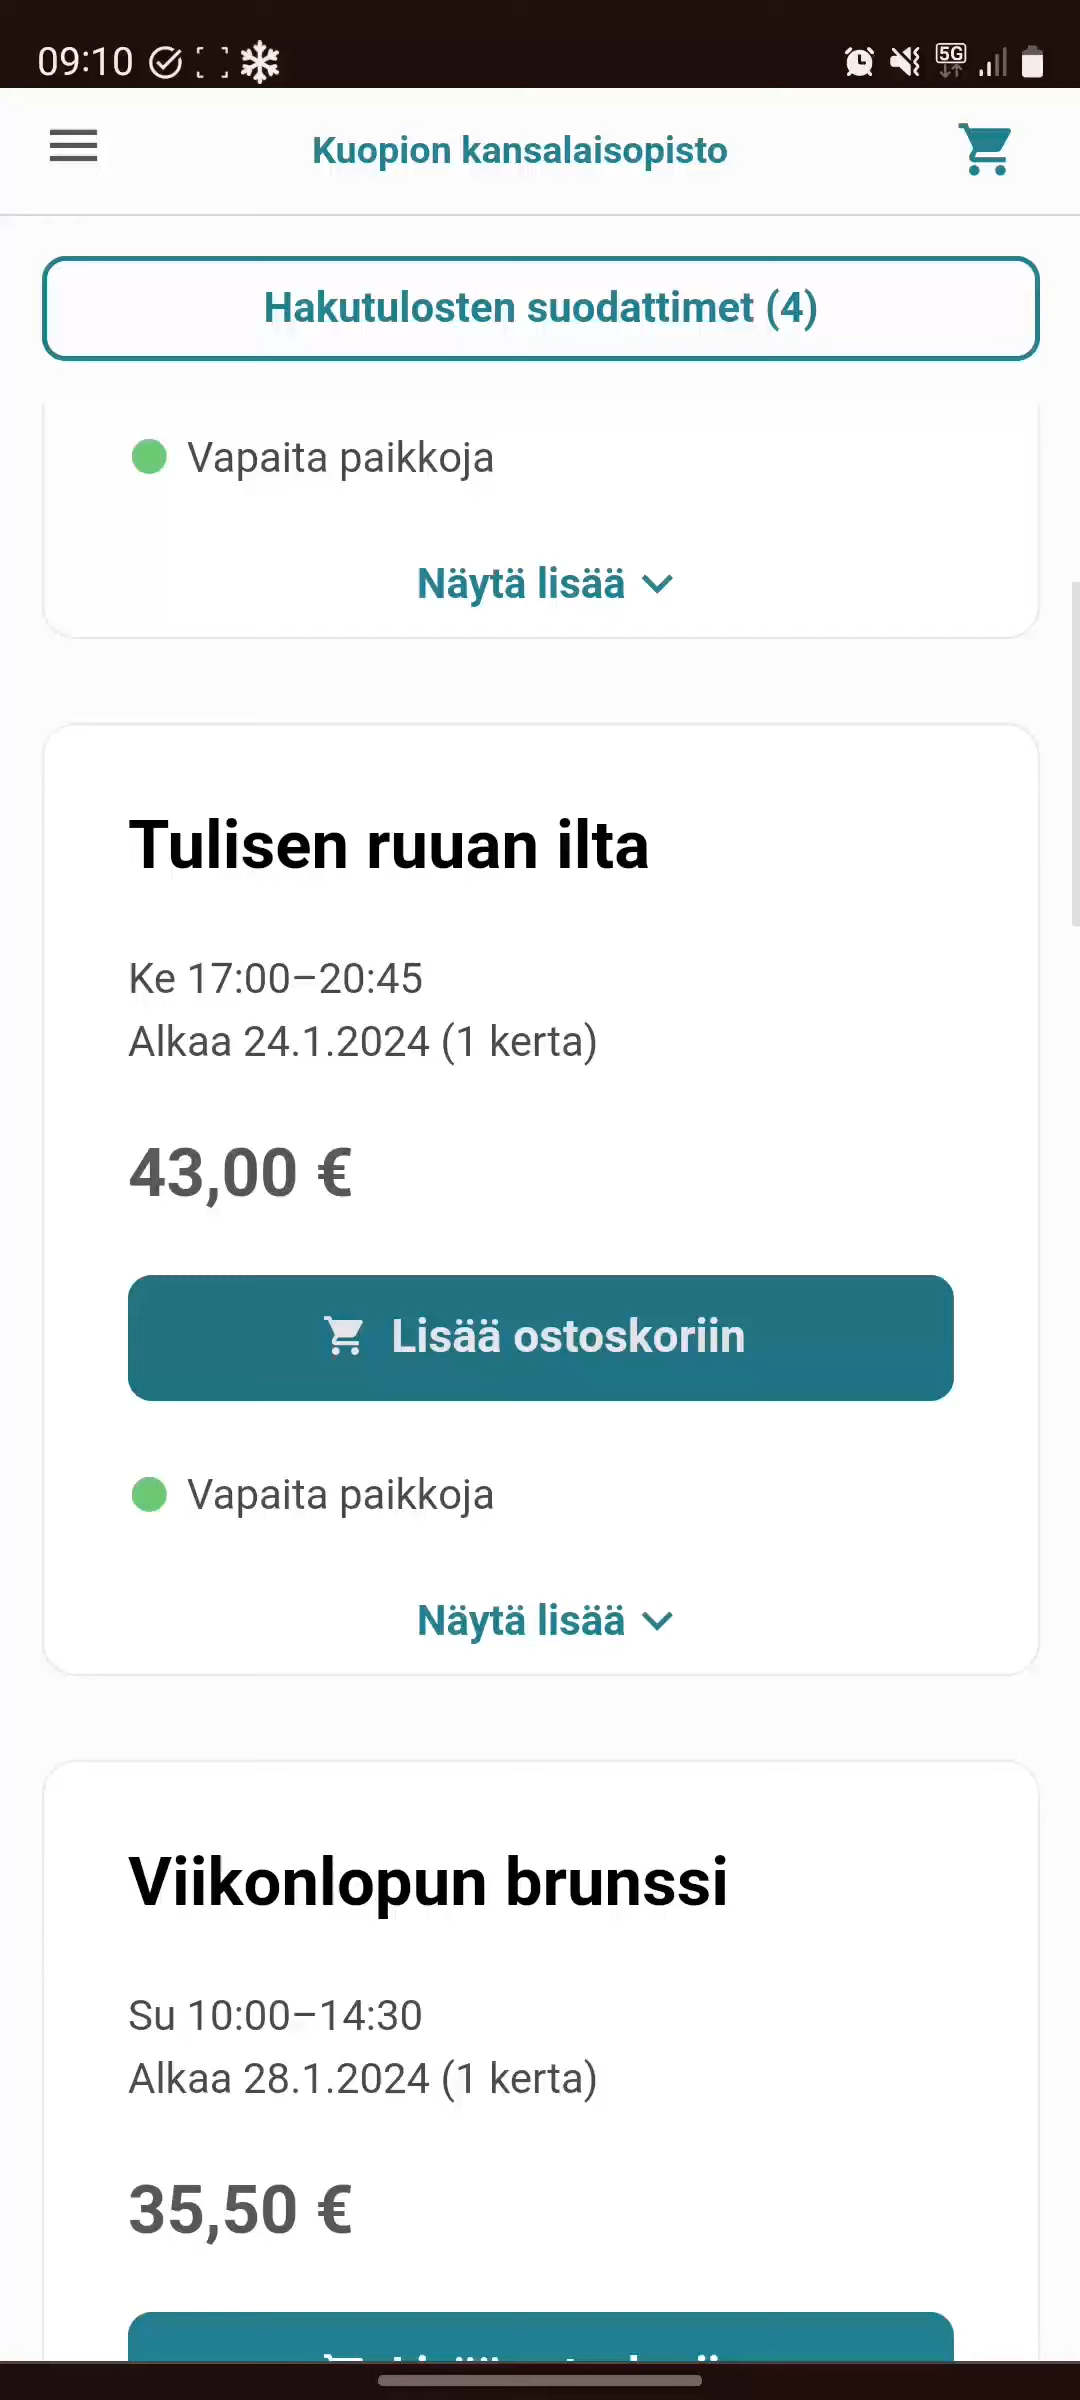 09:10
5G
Kuopion kansalaisopisto
Hakutulosten suodattimet (4)
Vapaita paikkoja
Näytä lisää
Tulisen ruuan ilta
Ke 17:00–20:45
Alkaa 24.1.2024 (1 kerta)
43,00 €
Lisää ostoskoriin
Vapaita paikkoja
Näytä lisää
Viikonlopun brunssi
Su 10:00–14:30
Alkaa 28.1.2024 (1 kerta)
35,50 €